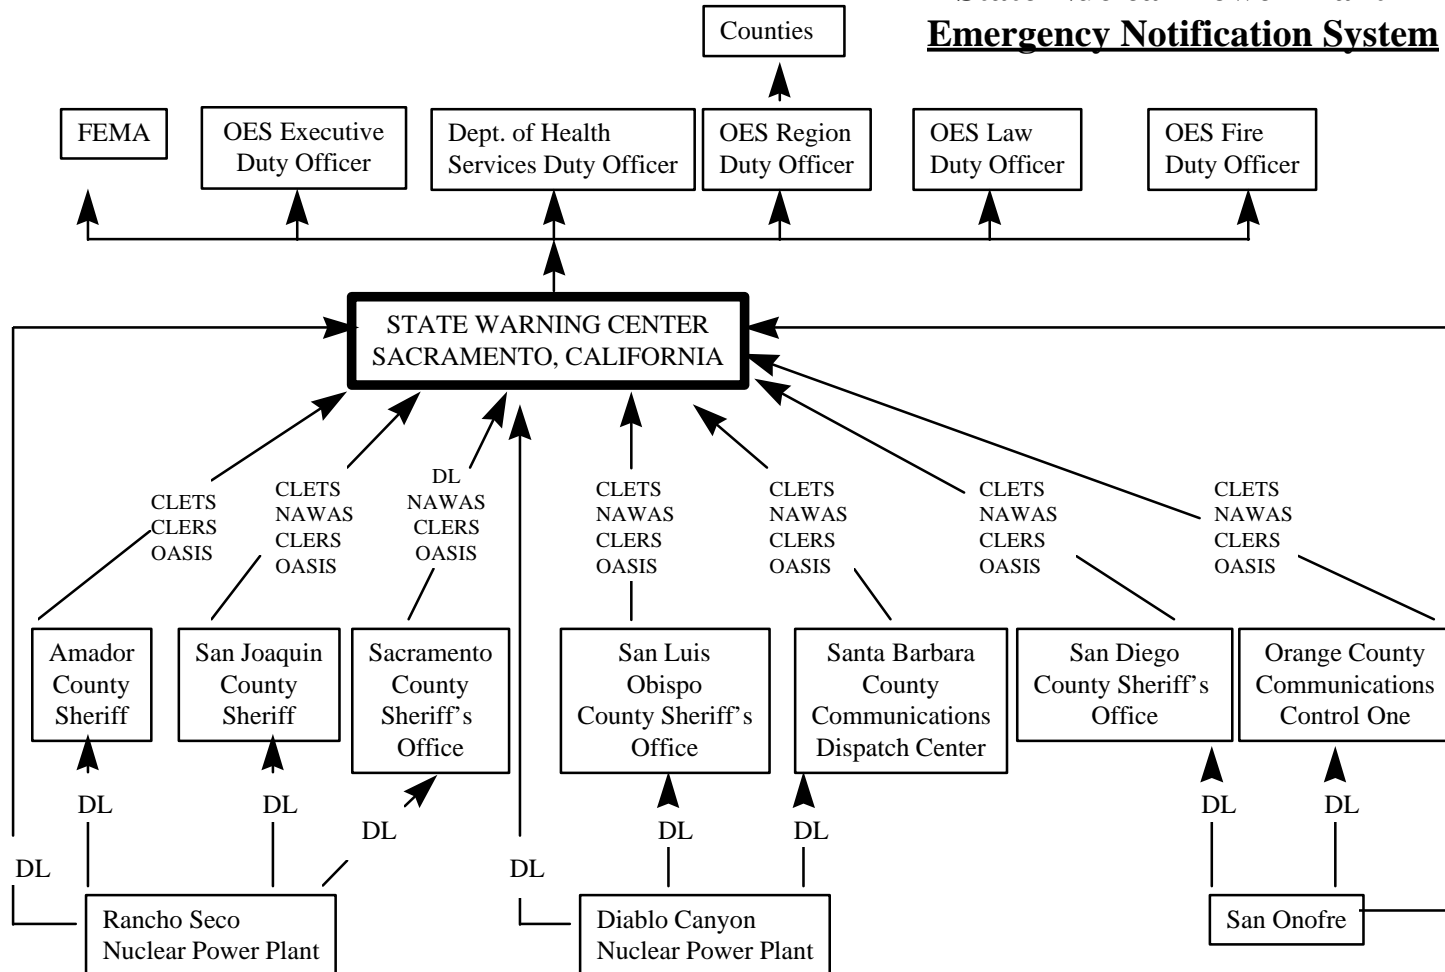 Emergency Notification System
Counties
FEMA
OES Executive
Duty Officer
Dept. of Health
Services Duty Officer
OES Region
Duty Officer
OES Law
Duty Officer
OES Fire
Duty Officer
STATE WARNING CENTER
SACRAMENTO, CALIFORNIA
CLETS
CLERS
OASIS
CLETS
NAWAS
CLERS
OASIS
DL
NAWAS
CLERS
OASIS
CLETS
NAWAS
CLERS
OASIS
CLETS
NAWAS
CLERS
OASIS
CLETS
NAWAS
CLERS
OASIS
CLETS
NAWAS
CLERS
OASIS
Amador
County
Sheriff
San Joaquin
County
Sheriff
Sacramento
County
Sheriff's
Office
San Luis
Obispo
County Sheriff's
Office
Santa Barbara
County
Communications
Dispatch Center
San Diego
County Sheriff's
Office
Orange County
Communications
Control One
DL
DL
DL
DL
DL
DL
DL
DL
DL
Rancho Seco
Nuclear Power Plant
Diablo Canyon
Nuclear Power Plant
San Onofre